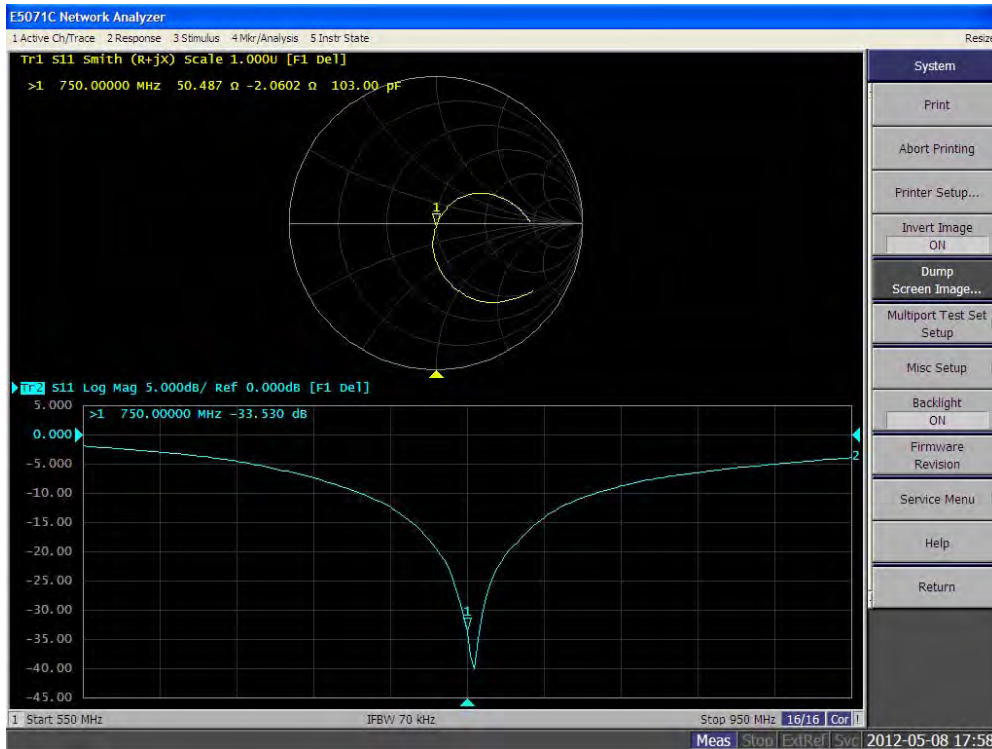 E5071C Network Analyzer
1 Active Ch/Trace 2 Response 3 Stimulus 4 Mkr/Analysis 5 Instr State
Resize
Tr1 S11 Smith (R+jX) Scale 1.000U [F1 Del]
>1 750.00000 MHz 50.487 Ω -2.0602 Ω 103.00 pF
1
Tr2 S11 Log Mag 5.000dB/ Ref 0.000dB [F1 Del]
5.000
>1 750.00000 MHz -33.530 dB
0.000
2
-5.000
-10.00
-15.00
-20.00
-25.00
-30.00
1
-35.00
-40.00
-45.00
1 Start 550 MHz
IFBW 70 kHz
Stop 950 MHz 16/16 Cor !
System
Print
Abort Printing
Printer Setup...
Invert Image
ON
Dump
Screen Image...
Multiport Test Set
Setup
Misc Setup
Backlight
ON
Firmware
Revision
Service Menu
Help
Return
Meas Stop ExtRef Svc 2012-05-08 17:58